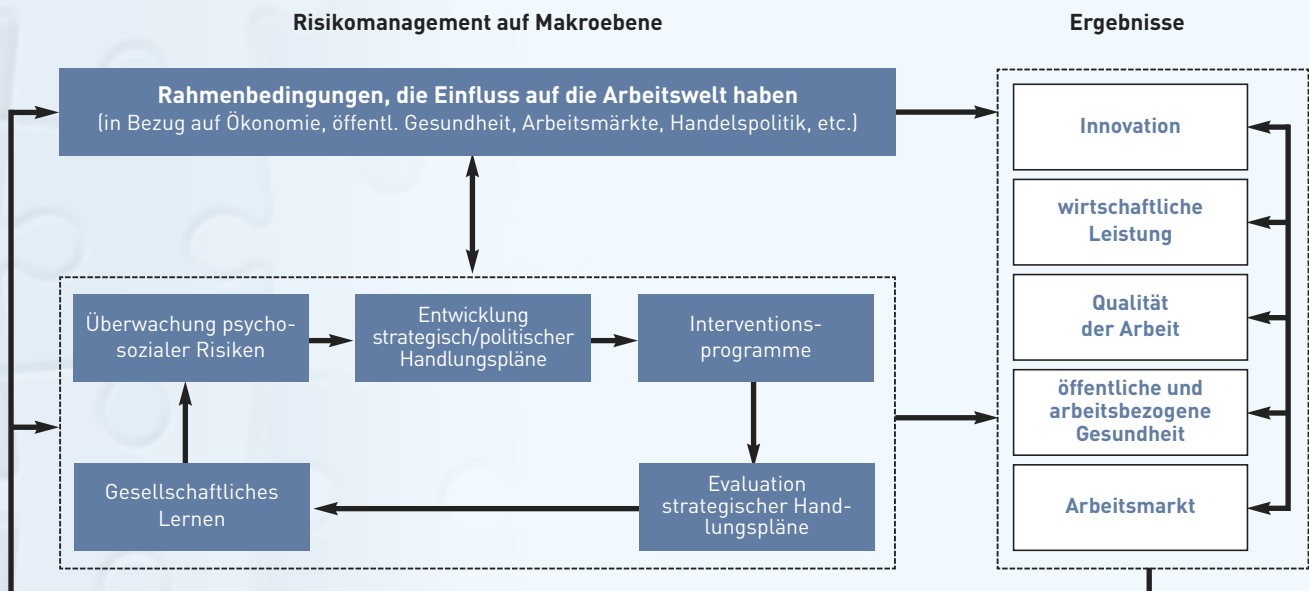 Risikomanagement auf Makroebene
Ergebnisse
Rahmenbedingungen, die Einfluss auf die Arbeitswelt haben
(in Bezug auf Ökonomie, öffentl. Gesundheit, Arbeitsmärkte, Handelspolitik, etc.)
Innovation
wirtschaftliche
Leistung
Qualität
der Arbeit
öffentliche und
arbeitsbezogene
Gesundheit
Arbeitsmarkt
Überwachung psycho-
sozialer Risiken
Entwicklung
strategisch/politischer
Handlungspläne
Interventions-
programme
Evaluation
strategischer Hand-
lungspläne
Gesellschaftliches
Lernen